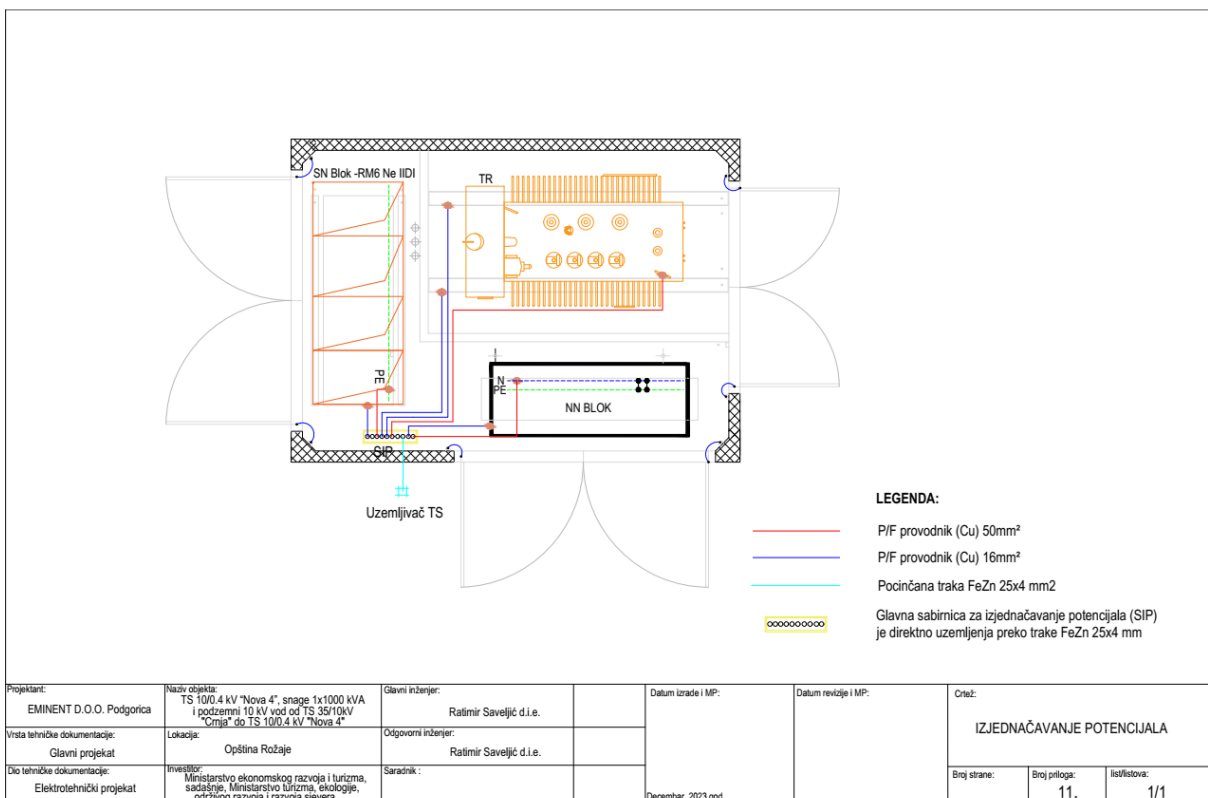 SN Blok -RM6 Ne IIDI
TR
PE
N
PE
NN BLOK
SIP
Uzemljivač TS
LEGENDA:
P/F provodnik (Cu) 50mm²
P/F provodnik (Cu) 16mm²
Pocinčana traka FeZn 25x4 mm2
Glavna sabirnica za izjednačavanje potencijala (SIP)
je direktno uzemljenja preko trake FeZn 25x4 mm
Projektant:
EMINENT D.O.O. Podgorica
Naziv objekta:
TS 10/0.4 kV "Nova 4", snage 1x1000 kVA
i podzemni 10 kV vod od TS 35/10kV
"Crnja" do TS 10/0.4 kV "Nova 4"
Glavni inženjer:
Ratimir Saveljić d.i.e.
Datum izrade i MP:
Datum revizije i MP:
Crtež:
IZJEDNAČAVANJE POTENCIJALA
Vrsta tehničke dokumentacije:
Glavni projekat
Lokacija:
Opština Rožaje
Odgovorni inženjer:
Ratimir Saveljić d.i.e.
Dio tehničke dokumentacije:
Elektrotehnički projekat
Investitor:
Ministarstvo ekonomskog razvoja i turizma,
sadašnje, Ministarstvo turizma, ekologije,
održivog razvoja i razvoja sjevera
Saradnik :
Decembar, 2023.god.
Broj strane:
Broj priloga:
11.
list/listova:
1/1